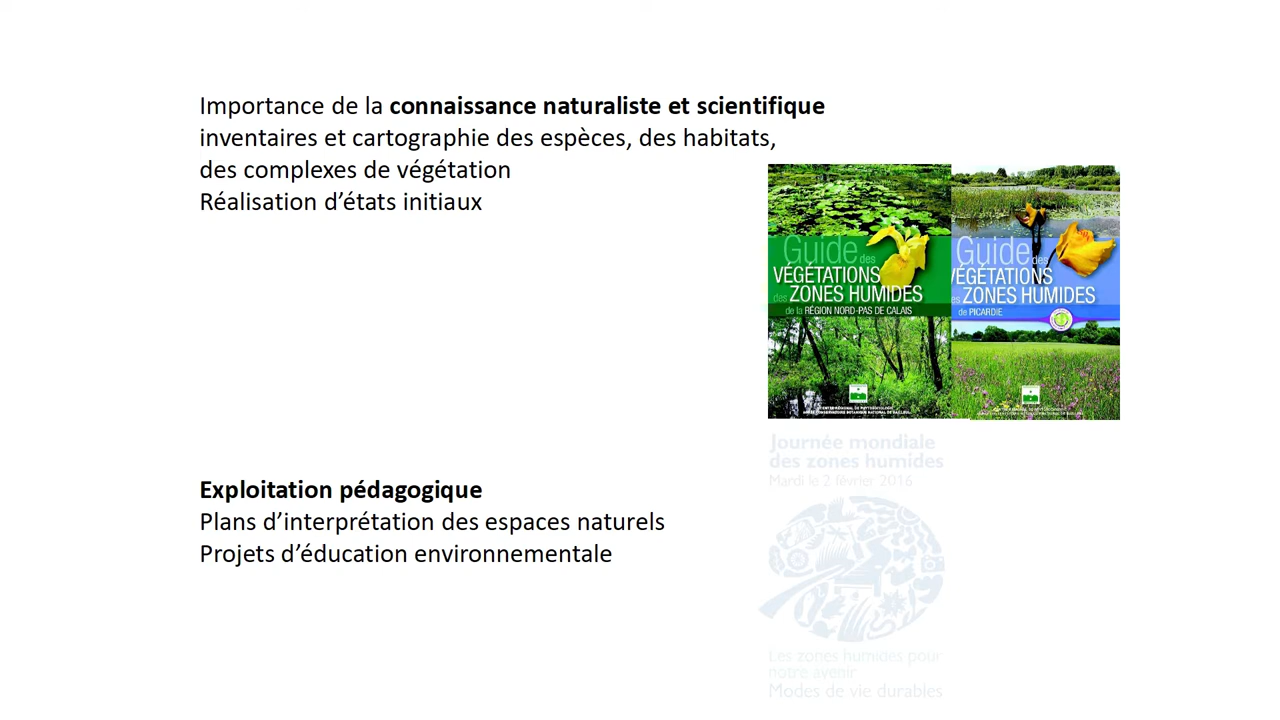 Importance de la connaissance naturaliste et scientifique
inventaires et cartographie des espèces, des habitats,
des complexes de végétation
Réalisation d’états initiaux
Guide des
VÉGÉTATIONS
des ZONES HUMIDES
de la RÉGION NORD-PAS DE CALAIS
Guide des
VÉGÉTATIONS
des ZONES HUMIDES
de PICARDIE
Journée mondiale
des zones humides
Mardi le 2 février 2016
Exploitation pédagogique
Plans d’interprétation des espaces naturels
Projets d’éducation environnementale
Les zones humides pour
notre avenir
Modes de vie durables